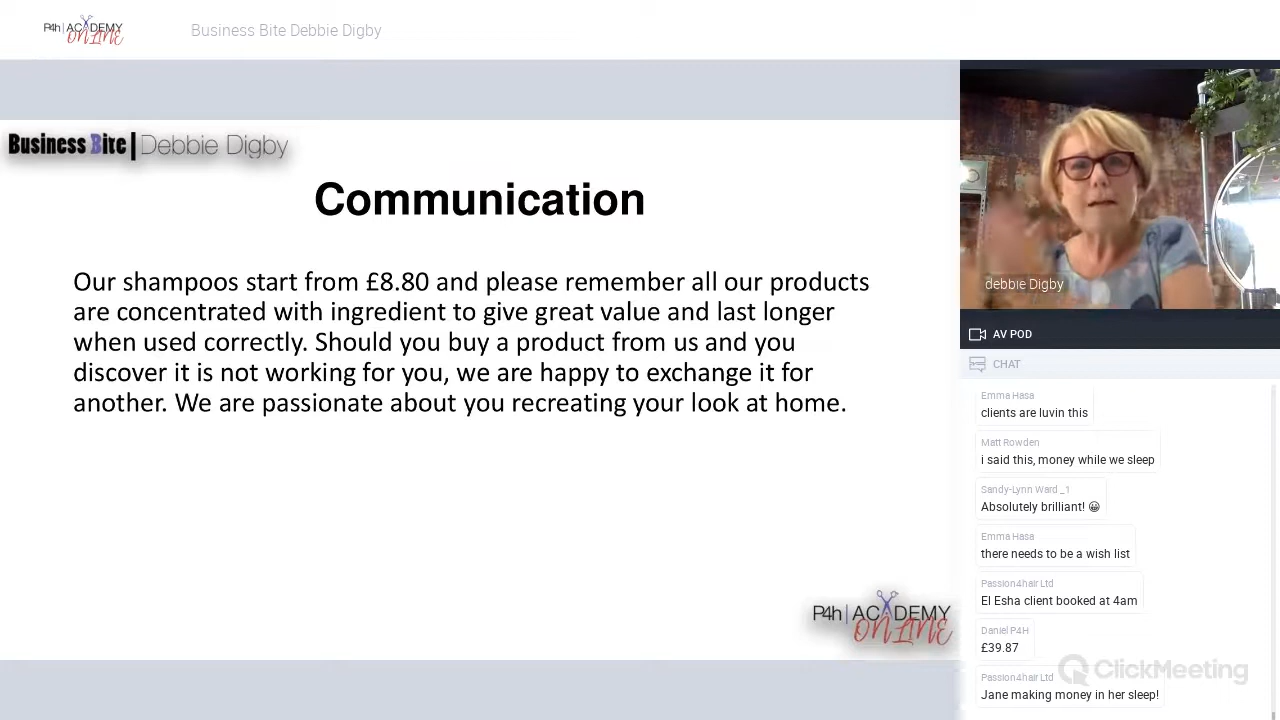 P4h | ACADEMY
onLINE
Business Bite Debbie Digby
Business Bite | Debbie Digby
Communication
Our shampoos start from £8.80 and please remember all our products
are concentrated with ingredient to give great value and last longer
when used correctly. Should you buy a product from us and you
discover it is not working for you, we are happy to exchange it for
another. We are passionate about you recreating your look at home.
P4h | ACADEMY
onLINE
debbie Digby
AV POD
CHAT
Emma Hasa
clients are luvin this
Matt Rowden
i said this, money while we sleep
Sandy-Lynn Ward _1
Absolutely brilliant! 😀
Emma Hasa
there needs to be a wish list
Passion4hair Ltd
El Esha client booked at 4am
Daniel P4H
£39.87
Passion4hair Ltd
Jane making money in her sleep!
ClickMeeting